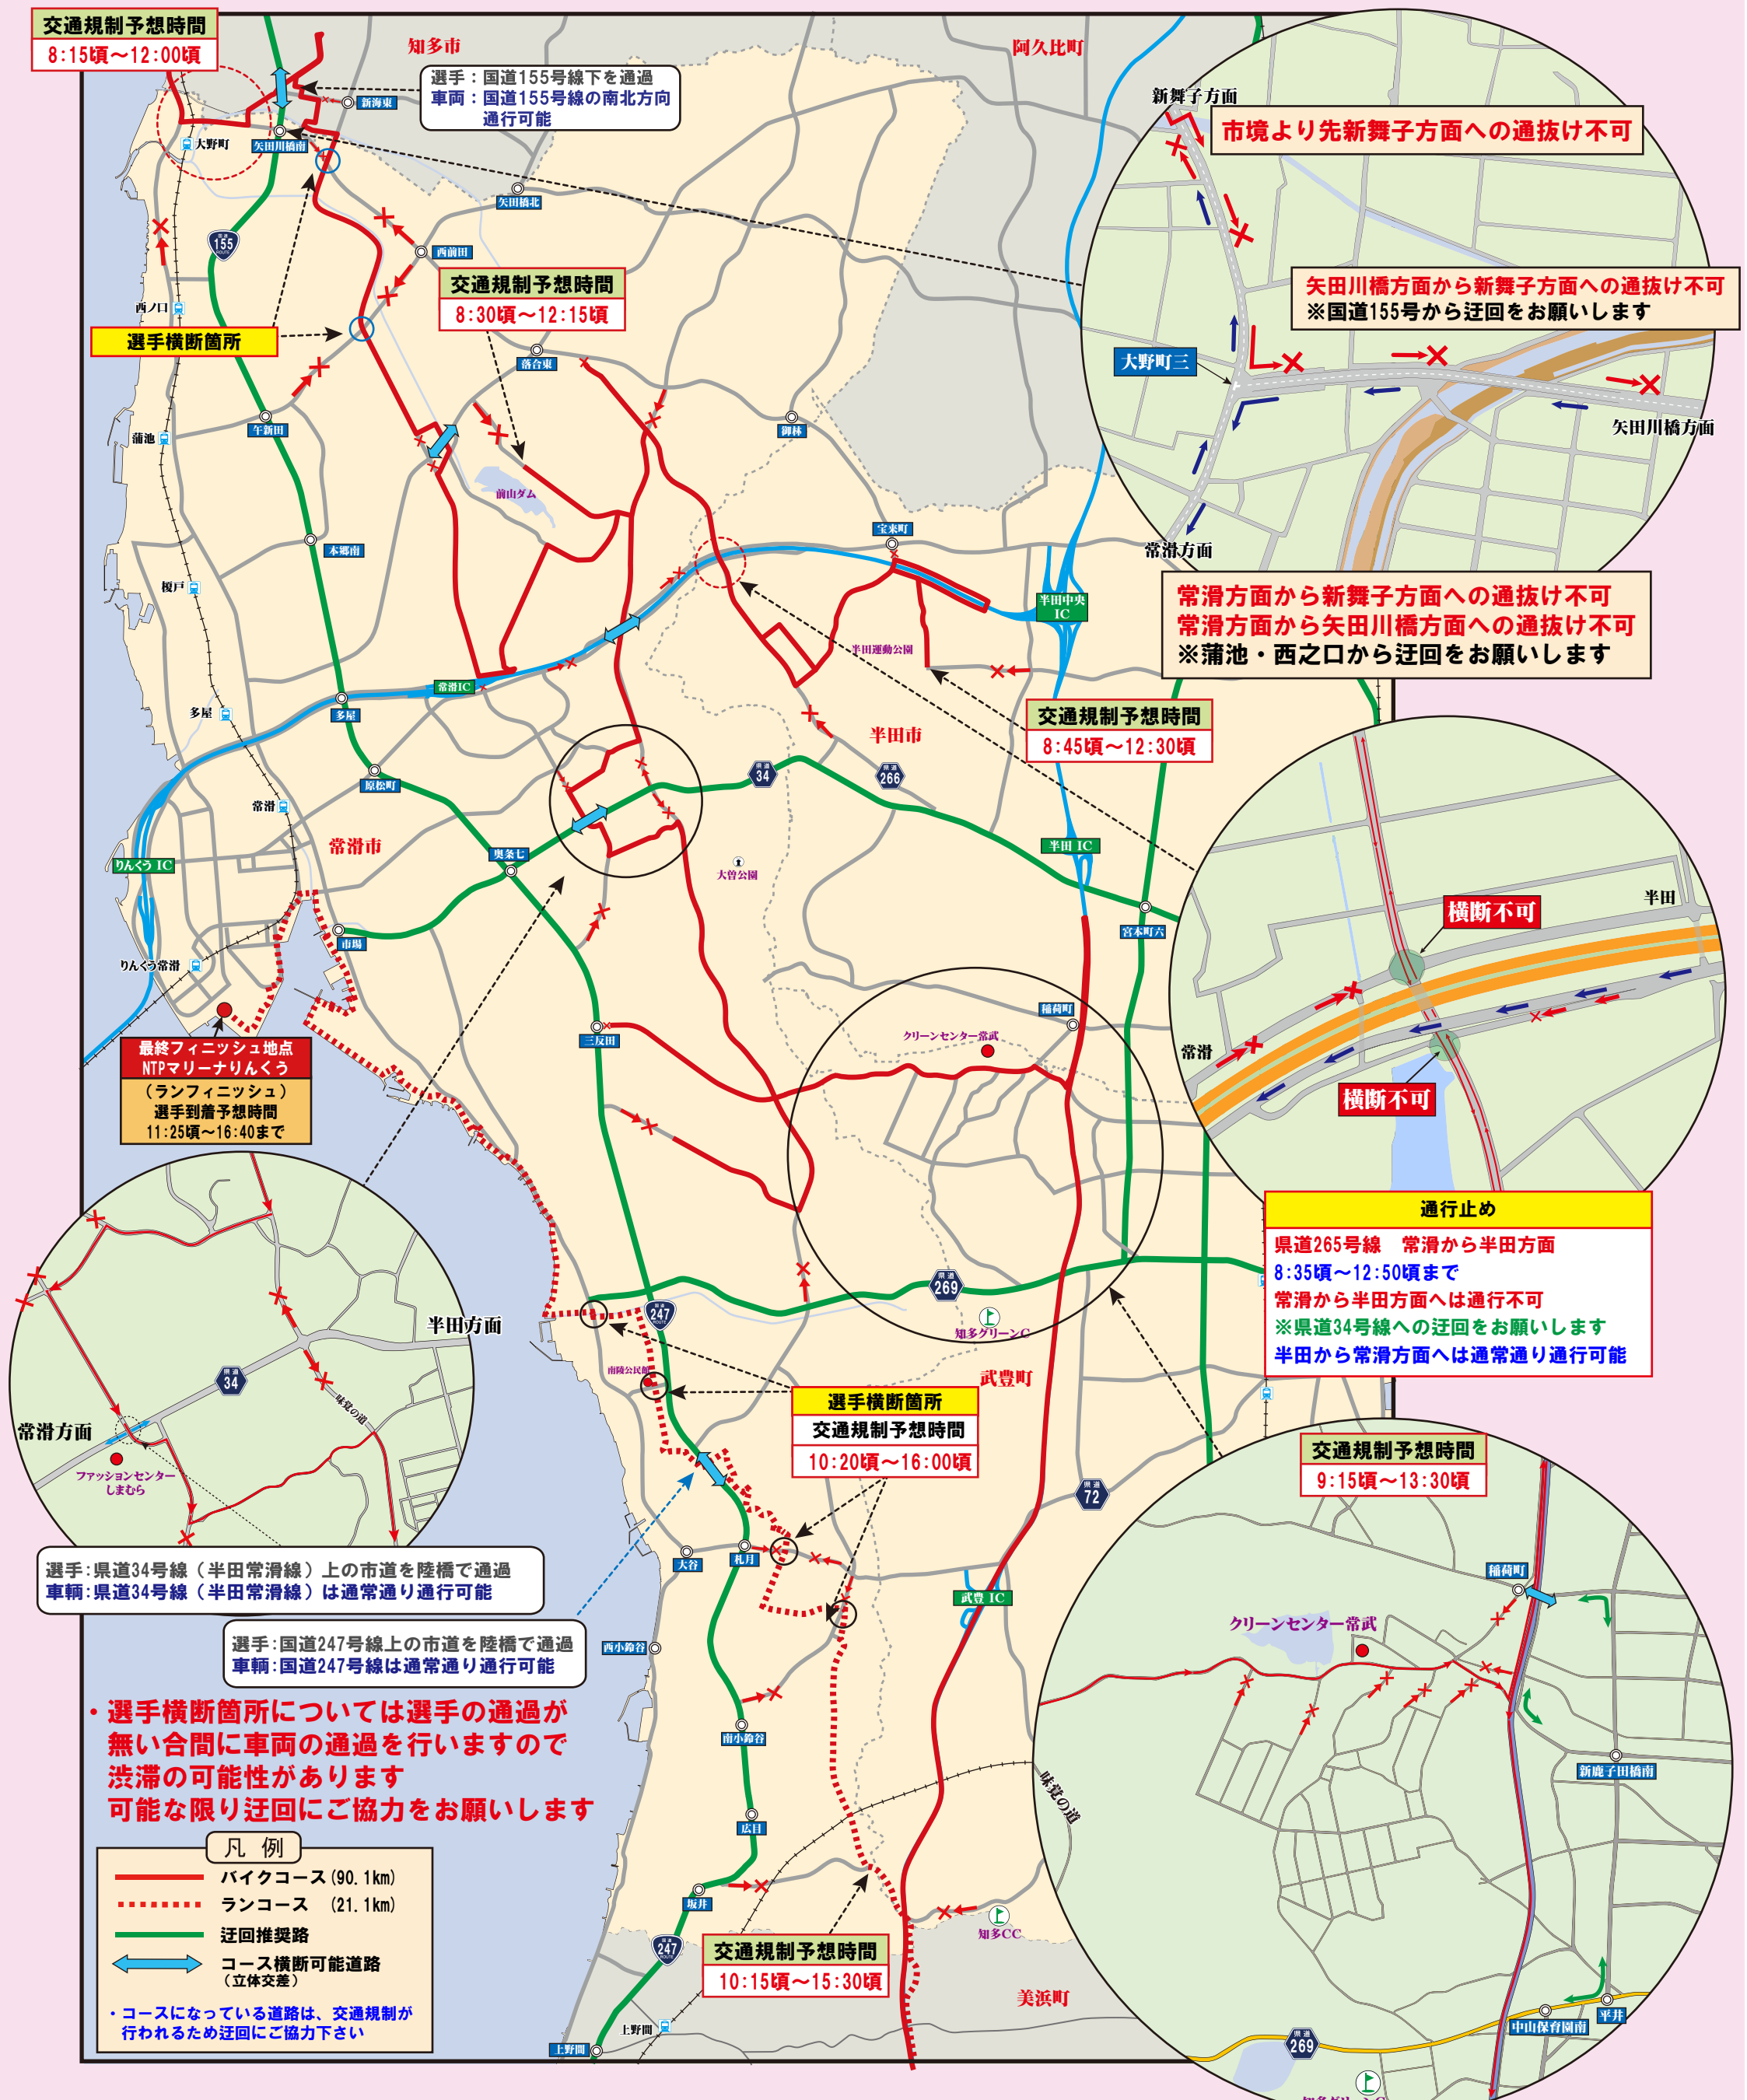 交通規制予想時間
8:15頃～12:00頃
知多市
阿久比町
選手：国道155号線下を通過
車両：国道155号線の南北方向
通行可能
新海東
大野町
矢田川橋南
矢田橋北
国道
155
ROUTE
西前田
西ノ口
選手横断箇所
交通規制予想時間
8:30頃～12:15頃
落合東
午新田
蒲池
御林
前山ダム
本郷南
宝来町
榎戸
半田中央
IC
半田運動公園
常滑IC
多屋
多屋
半田市
交通規制予想時間
8:45頃～12:30頃
原松町
県道
34
県道
266
常滑
常滑市
奥条七
半田 IC
りんくう IC
大曽公園
市場
宮本町六
りんくう常滑
稲荷町
クリーンセンター常武
三反田
最終フィニッシュ地点
NTPマリーナりんくう
（ランフィニッシュ）
選手到着予想時間
11:25頃～16:40まで
新舞子方面
市境より先新舞子方面への通抜け不可
矢田川橋方面から新舞子方面への通抜け不可
※国道155号から迂回をお願いします
大野町三
矢田川橋方面
常滑方面
常滑方面から新舞子方面への通抜け不可
常滑方面から矢田川橋方面への通抜け不可
※蒲池・西之口から迂回をお願いします
半田
横断不可
常滑
横断不可
通行止め
県道265号線　常滑から半田方面
8:35頃～12:50頃まで
常滑から半田方面へは通行不可
※県道34号線への迂回をお願いします
半田から常滑方面へは通常通り通行可能
半田方面
県道
34
味覚の道
常滑方面
ファッションセンター
しまむら
選手:県道34号線（半田常滑線）上の市道を陸橋で通過
車輌:県道34号線（半田常滑線）は通常通り通行可能
県道
269
国道
247
ROUTE
知多グリーンC
南陵公民館
武豊町
選手横断箇所
交通規制予想時間
10:20頃～16:00頃
県道
72
大谷
札月
武豊 IC
西小鈴谷
選手:国道247号線上の市道を陸橋で通過
車輌:国道247号線は通常通り通行可能
・選手横断箇所については選手の通過が
無い合間に車両の通過を行いますので
渋滞の可能性があります
可能な限り迂回にご協力をお願いします
南小鈴谷
広目
坂井
味覚の道
知多CC
国道
247
ROUTE
交通規制予想時間
10:15頃～15:30頃
美浜町
上野間
上野間
凡 例
バイクコース(90.1km)
ランコース　(21.1km)
迂回推奨路
コース横断可能道路
（立体交差）
・コースになっている道路は、交通規制が
行われるため迂回にご協力下さい
交通規制予想時間
9:15頃～13:30頃
稲荷町
クリーンセンター常武
新鹿子田橋南
平井
中山保育園南
県道
269
知多グリーンC